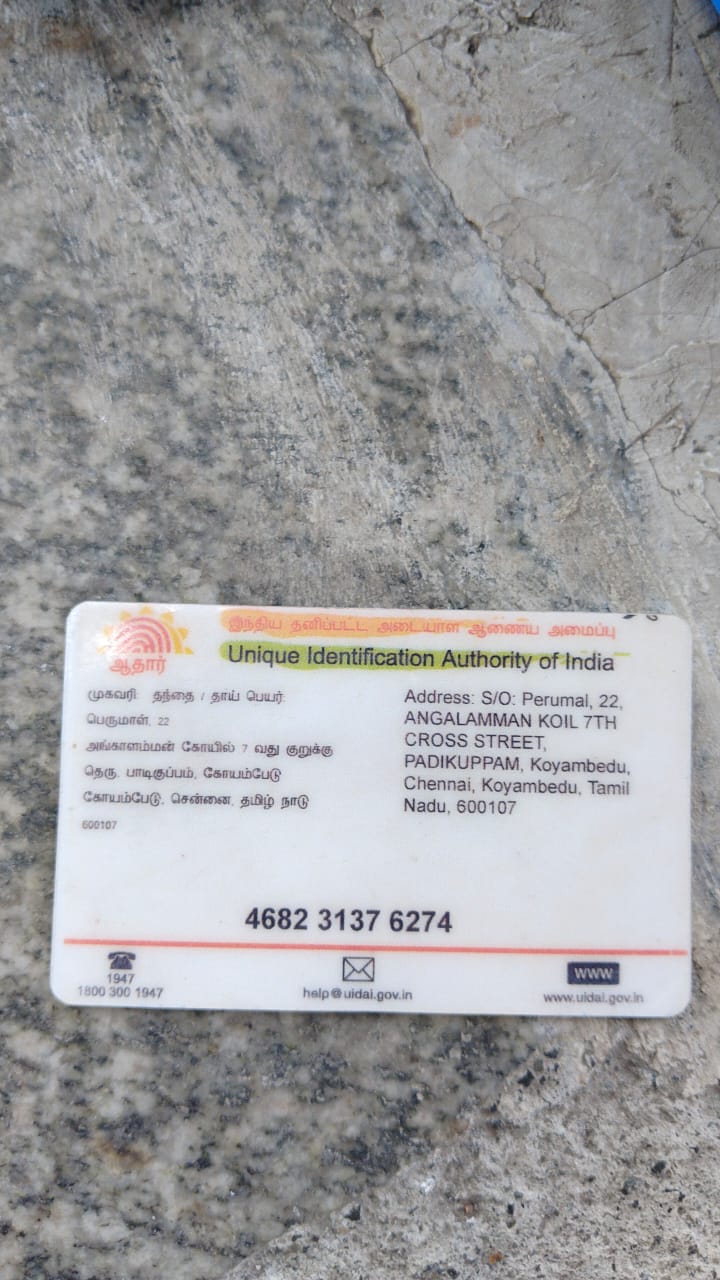 இந்திய தனிப்பட்ட அடையாள ஆணைய அமைப்பு
ஆதார்
Unique Identification Authority of India
முகவரி: தந்தை / தாய் பெயர்:
பெருமாள், 22
அங்காளம்மன் கோயில் 7 வது குறுக்கு
தெரு, பாடிகுப்பம், கோயம்பேடு
கோயம்பேடு, சென்னை, தமிழ் நாடு
600107
Address: S/O: Perumal, 22,
ANGALAMMAN KOIL 7TH
CROSS STREET,
PADIKUPPAM, Koyambedu,
Chennai, Koyambedu, Tamil
Nadu, 600107
4682 3137 6274
1947
1800 300 1947
help@uidai.gov.in
www
www.uidai.gov.in